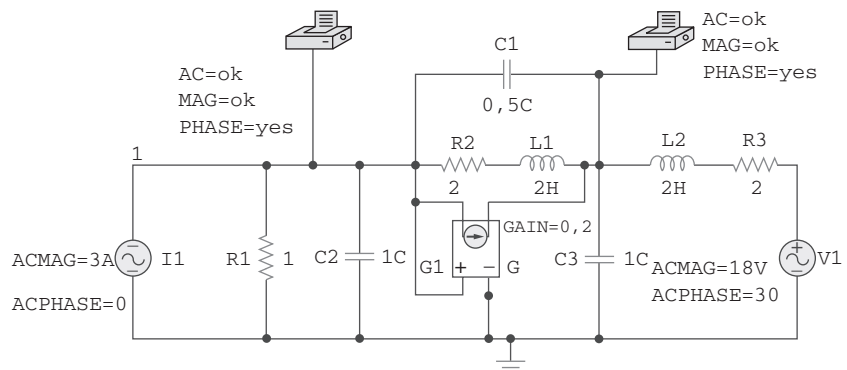 AC=ok
MAG=ok
PHASE=yes
AC=ok
MAG=ok
PHASE=yes
C1
0,5C
1
R2
2
L1
2H
L2
2H
R3
2
GAIN=0,2
ACMAG=3A
I1
ACPHASE=0
R1
1
C2
1C
G1
+
−
G
C3
1C
ACMAG=18V
ACPHASE=30
+
V1